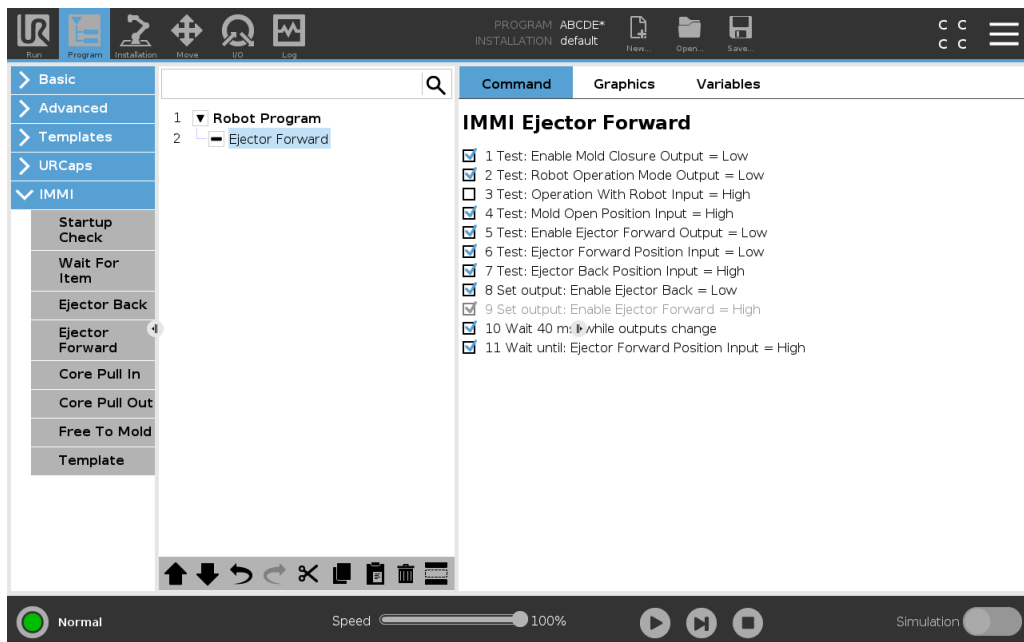 UR
Run
Program
Installation
Move
I/O
Log
PROGRAM ABCDE*
INSTALLATION default
New...
Open...
Save...
C C
C C
Basic
Advanced
Templates
URCaps
IMMI
Startup
Check
Wait For
Item
Ejector Back
Ejector
Forward
Core Pull In
Core Pull Out
Free To Mold
Template
1 Robot Program
2 Ejector Forward
Command Graphics Variables
IMMI Ejector Forward
1 Test: Enable Mold Closure Output = Low
2 Test: Robot Operation Mode Output = Low
3 Test: Operation With Robot Input = High
4 Test: Mold Open Position Input = High
5 Test: Enable Ejector Forward Output = Low
6 Test: Ejector Forward Position Input = Low
7 Test: Ejector Back Position Input = High
8 Set output: Enable Ejector Back = Low
9 Set output: Enable Ejector Forward = High
10 Wait 40 ms while outputs change
11 Wait until: Ejector Forward Position Input = High
Normal
Speed 100%
Simulation